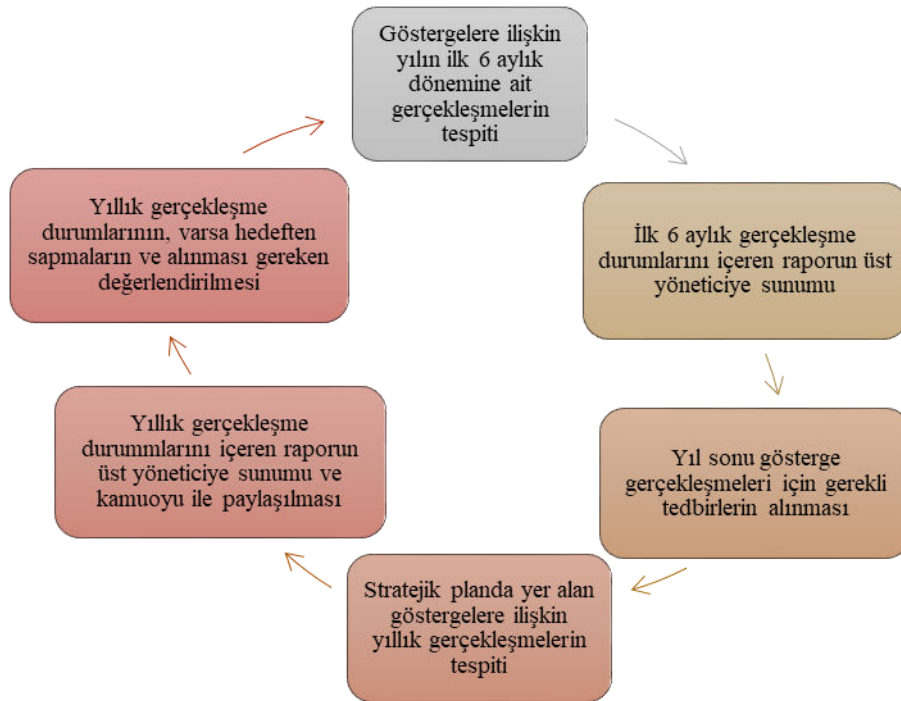 Göstergelere ilişkin
yılın ilk 6 aylık
dönemine ait
gerçekleşmelerin
tespiti
İlk 6 aylık gerçekleşme
durumlarını içeren raporun üst
yöneticiye sunumu
Yıl sonu gösterge
gerçekleşmeleri için gerekli
tedbirlerin alınması
Stratejik planda yer alan
göstergelere ilişkin
yıllık gerçekleşmelerin
tespiti
Yıllık gerçekleşme
durummlarını içeren raporun
üst yöneticiye sunumu ve
kamuoyu ile paylaşılması
Yıllık gerçekleşme
durumlarının, varsa hedeften
sapmaların ve alınması gereken
değerlendirilmesi